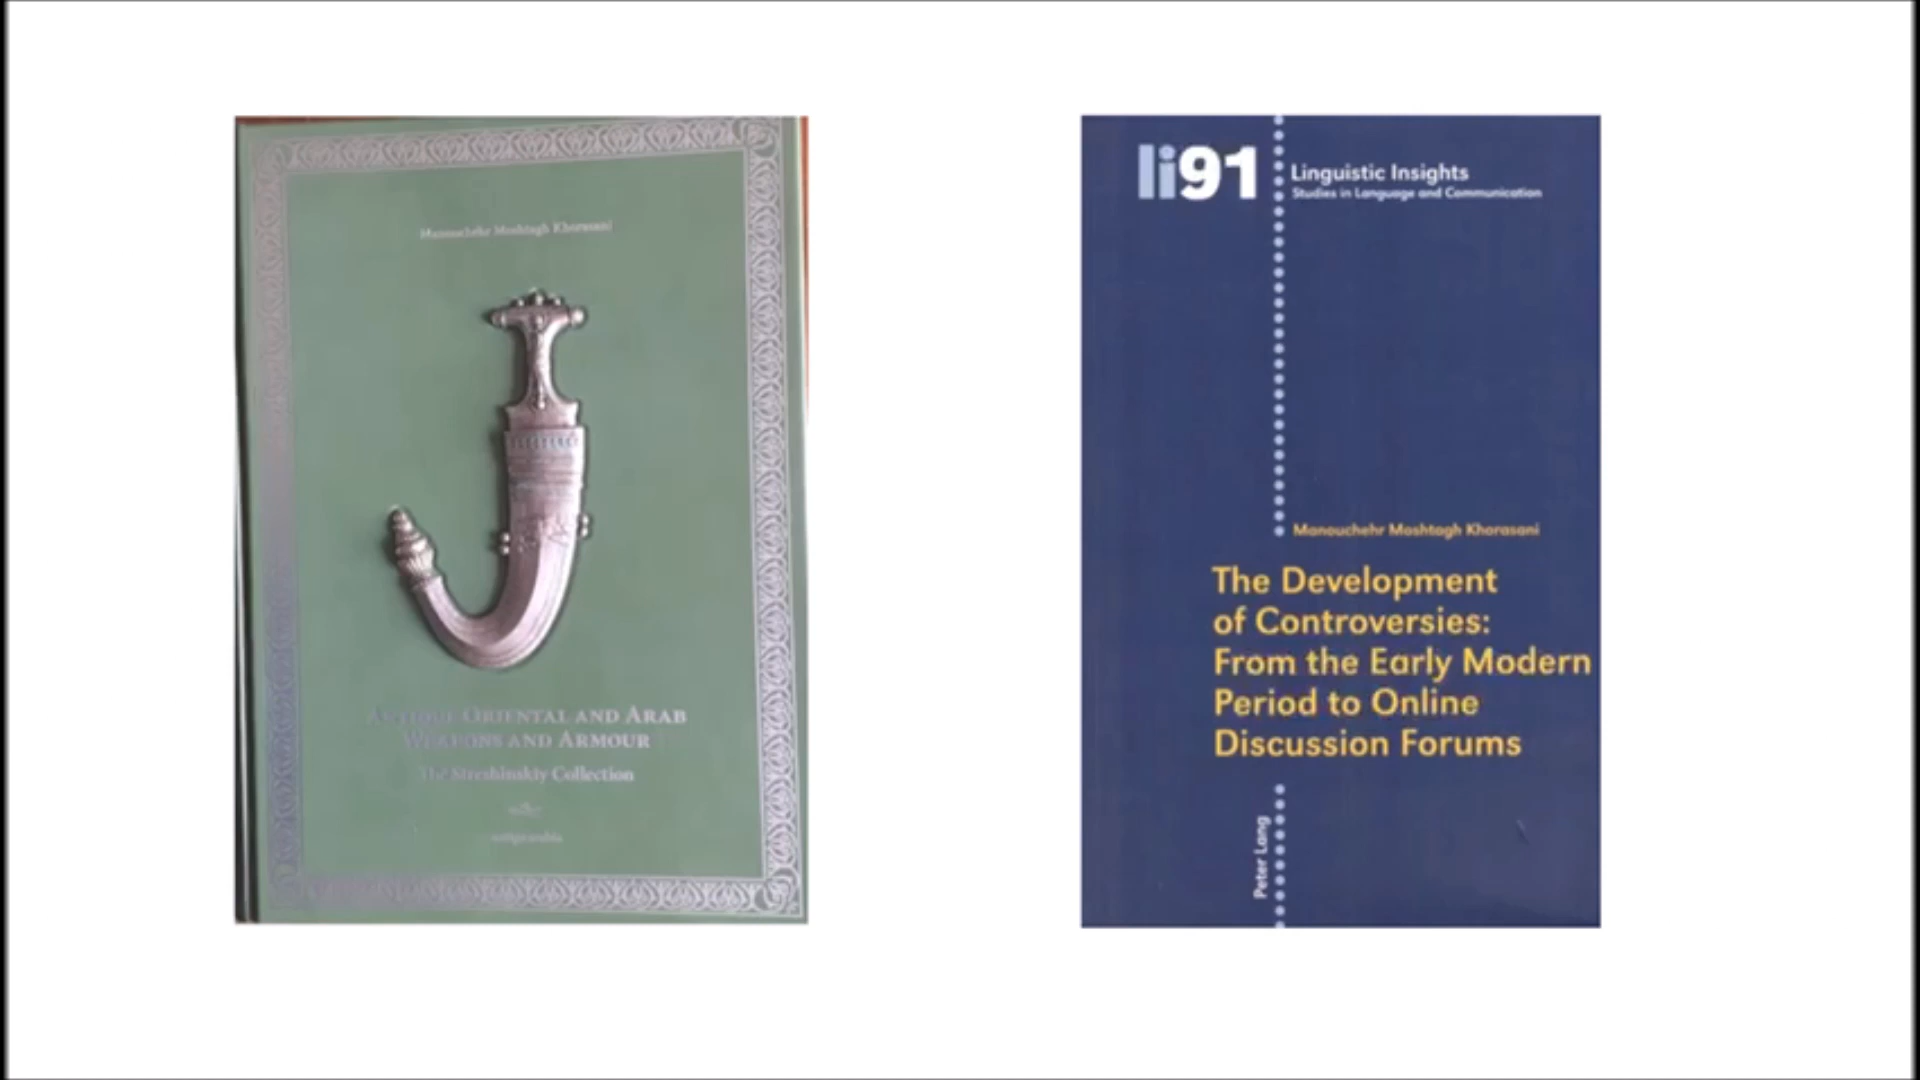 Manouchehr Moshtagh Khorasani
Antique Oriental and Arab
Weapons and Armour
The Streshinskiy Collection
li91
Linguistic Insights
Studies in Language and Communication
Manouchehr Moshtagh Khorasani
The Development
of Controversies:
From the Early Modern
Period to Online
Discussion Forums
Peter Lang